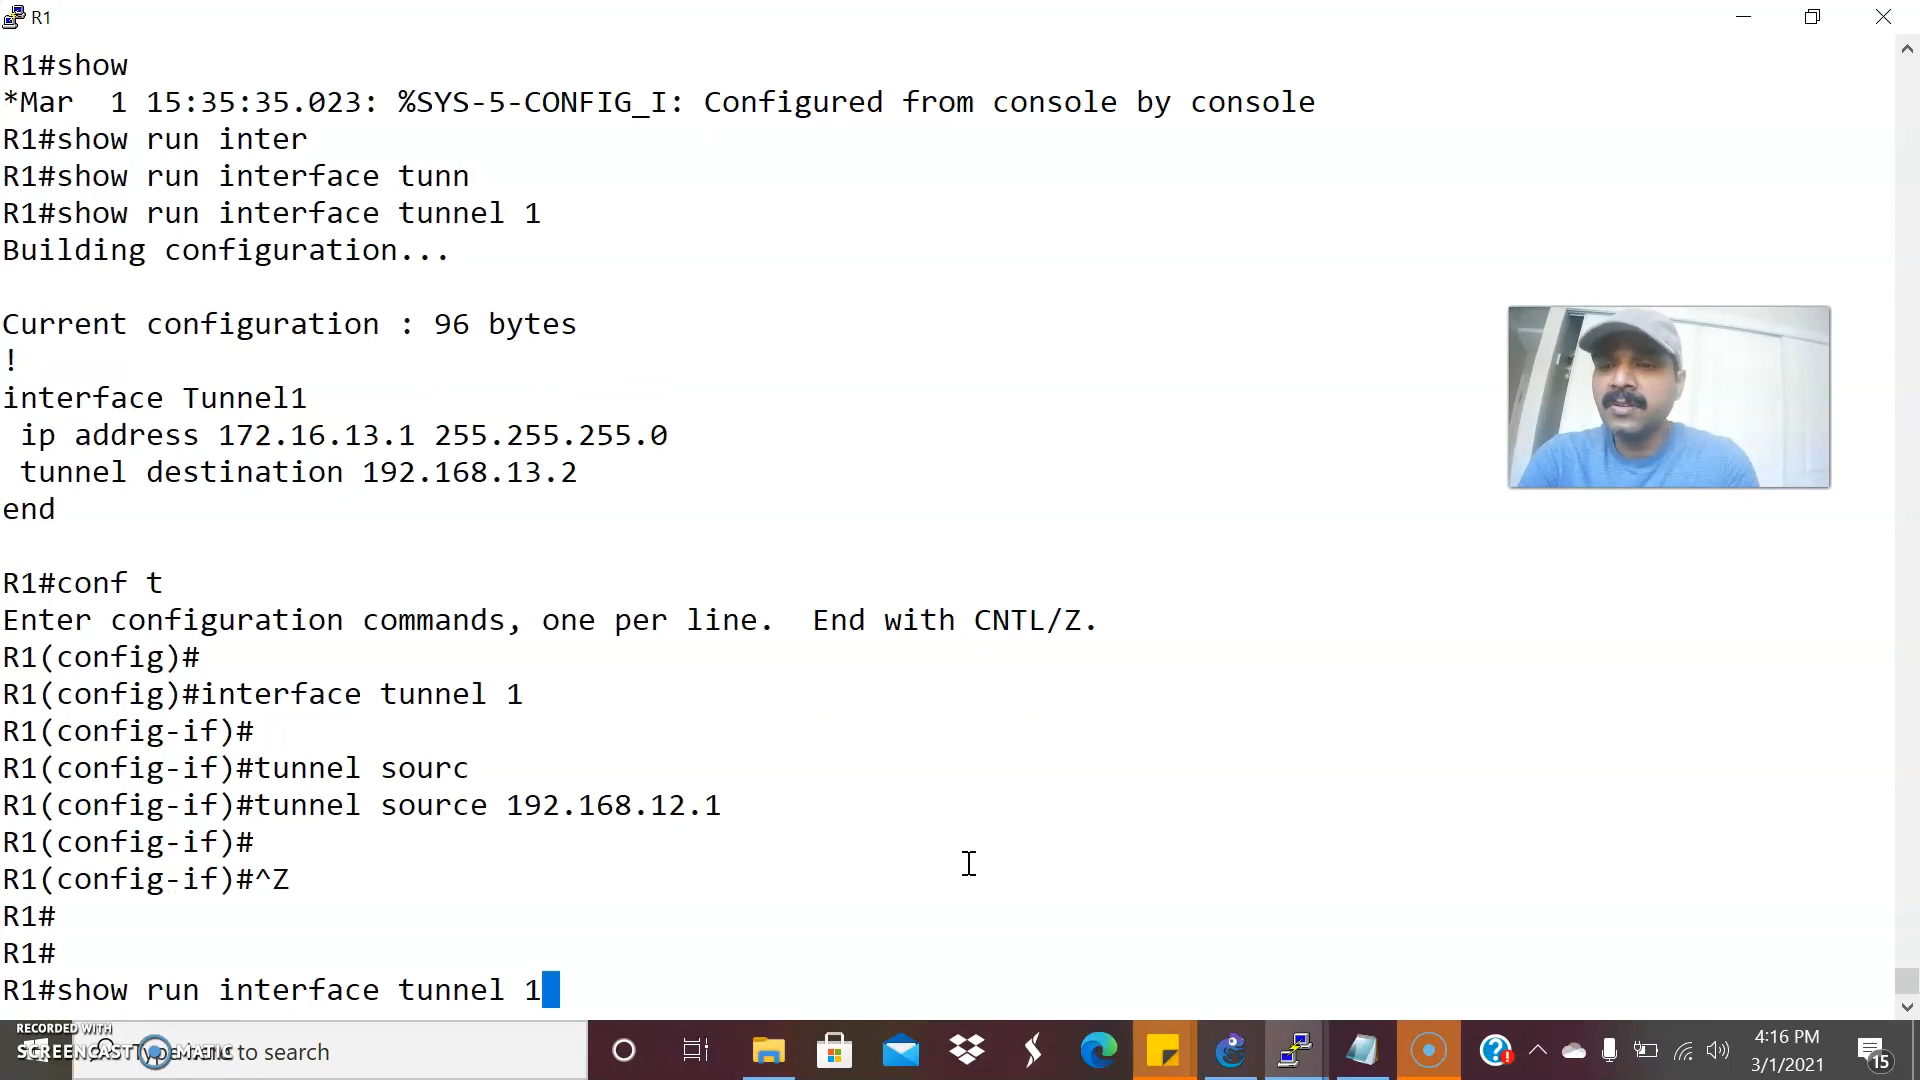 R1
R1#show
*Mar  1 15:35:35.023: %SYS-5-CONFIG_I: Configured from console by console
R1#show run inter
R1#show run interface tunn
R1#show run interface tunnel 1
Building configuration...
Current configuration : 96 bytes
!
interface Tunnel1
 ip address 172.16.13.1 255.255.255.0
 tunnel destination 192.168.13.2
end
R1#conf t
Enter configuration commands, one per line.  End with CNTL/Z.
R1(config)#
R1(config)#interface tunnel 1
R1(config-if)#
R1(config-if)#tunnel sourc
R1(config-if)#tunnel source 192.168.12.1
R1(config-if)#
R1(config-if)#^Z
R1#
R1#
R1#show run interface tunnel 1
RECORDED WITH
SCREENCAST MATIC
Type here to search
4:16 PM
3/1/2021
15